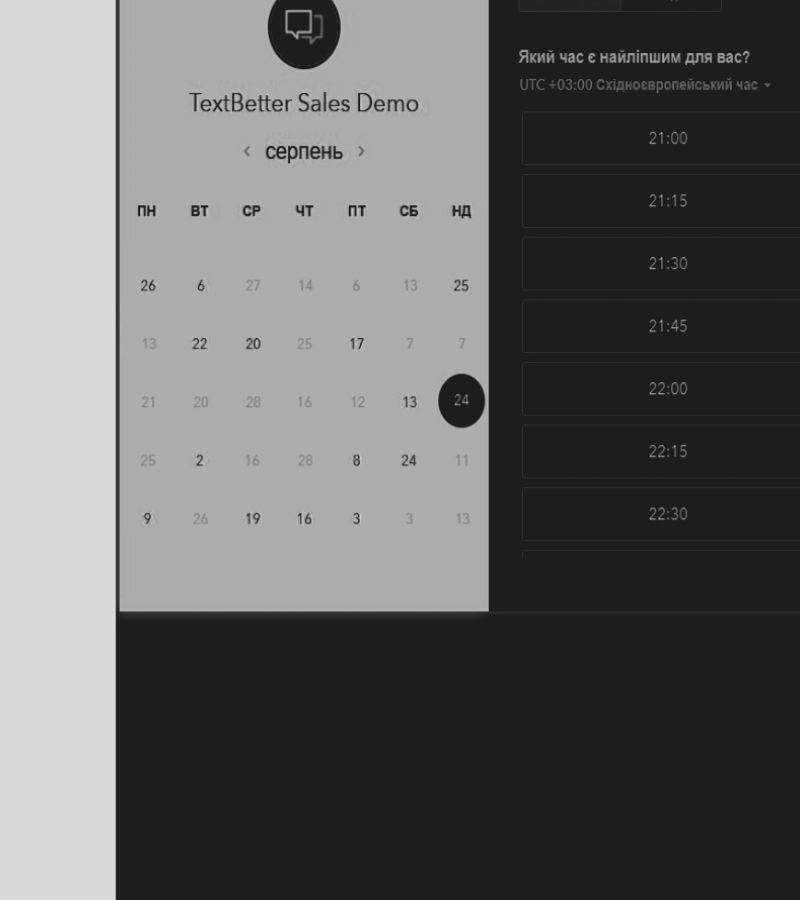 TextBetter Sales Demo
‹ серпень ›
ПН ВТ СР ЧТ ПТ СБ НД
26 6 27 14 6 13 25
13 22 20 25 17 7 7
21 20 28 16 12 13 24
25 2 16 28 8 24 11
9 26 19 16 3 3 13
Який час є найліпшим для вас?
UTC +03:00 Східноєвропейський час
21:00
21:15
21:30
21:45
22:00
22:15
22:30